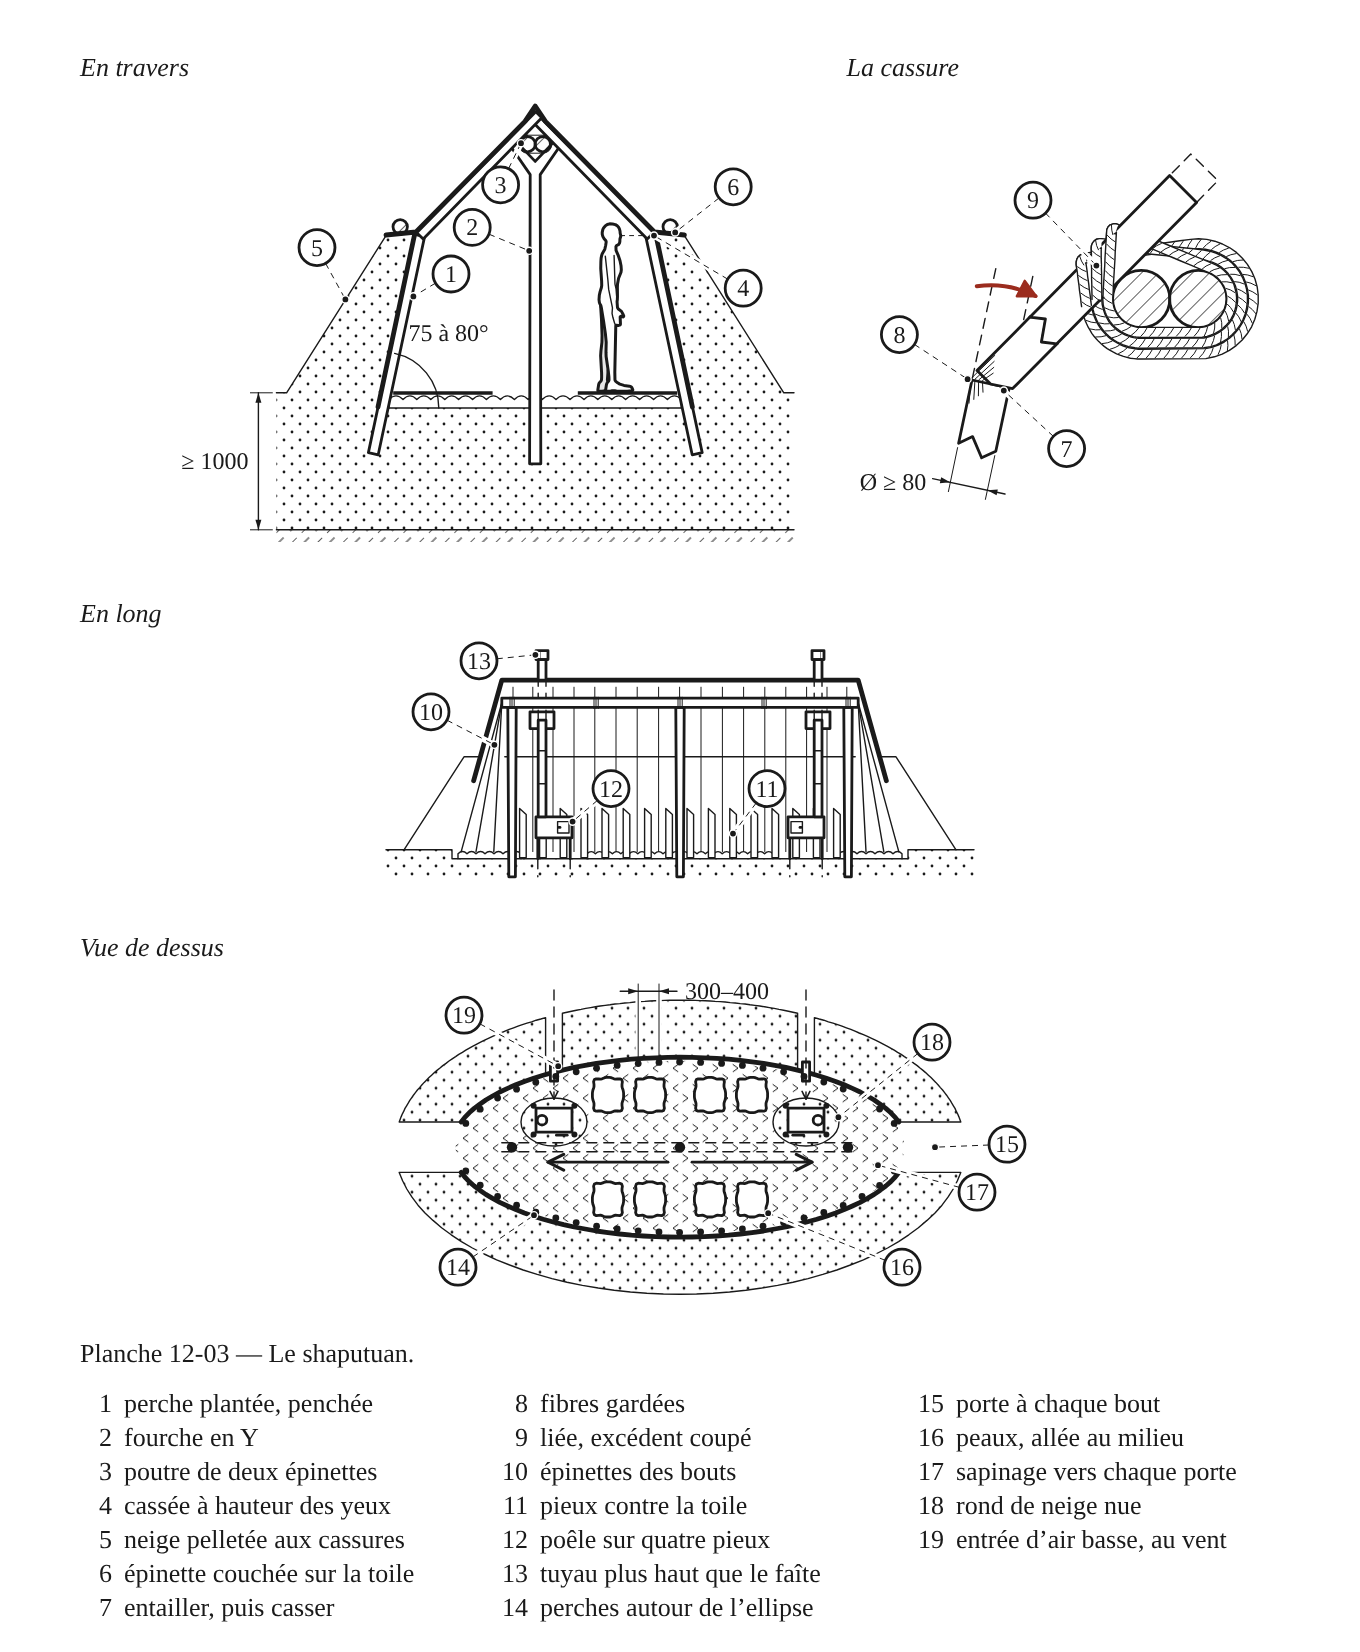 En travers
La cassure
3
6
9
2
5
1
4
75 à 80°
8
7
≥ 1000
Ø ≥ 80
En long
13
10
12
11
Vue de dessus
300–400
19
18
15
17
14
16
Planche 12-03 — Le shaputuan.
1 perche plantée, penchée
2 fourche en Y
3 poutre de deux épinettes
4 cassée à hauteur des yeux
5 neige pelletée aux cassures
6 épinette couchée sur la toile
7 entailler, puis casser
8 fibres gardées
9 liée, excédent coupé
10 épinettes des bouts
11 pieux contre la toile
12 poêle sur quatre pieux
13 tuyau plus haut que le faîte
14 perches autour de l’ellipse
15 porte à chaque bout
16 peaux, allée au milieu
17 sapinage vers chaque porte
18 rond de neige nue
19 entrée d’air basse, au vent